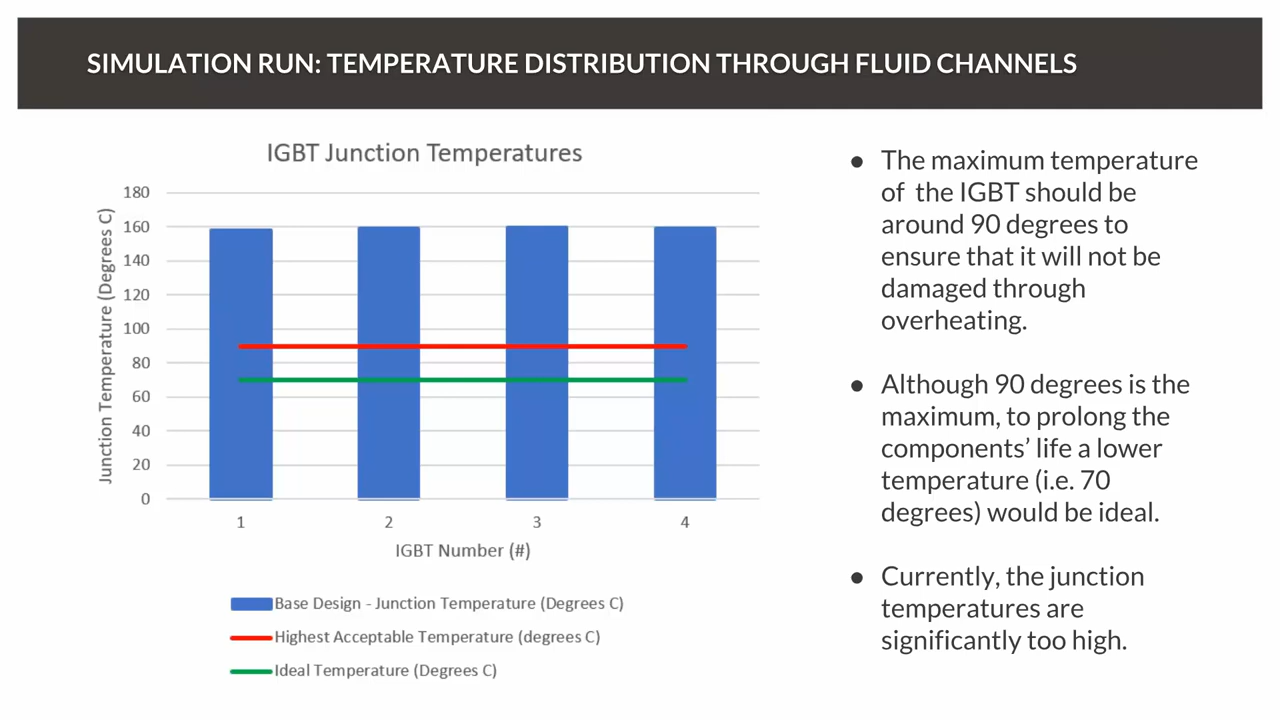 SIMULATION RUN: TEMPERATURE DISTRIBUTION THROUGH FLUID CHANNELS
IGBT Junction Temperatures
Junction Temperature (Degrees C)
180
160
140
120
100
80
60
40
20
0
1 2 3 4
IGBT Number (#)
Base Design - Junction Temperature (Degrees C)
Highest Acceptable Temperature (degrees C)
Ideal Temperature (Degrees C)
● The maximum temperature
of the IGBT should be
around 90 degrees to
ensure that it will not be
damaged through
overheating.
● Although 90 degrees is the
maximum, to prolong the
components’ life a lower
temperature (i.e. 70
degrees) would be ideal.
● Currently, the junction
temperatures are
significantly too high.